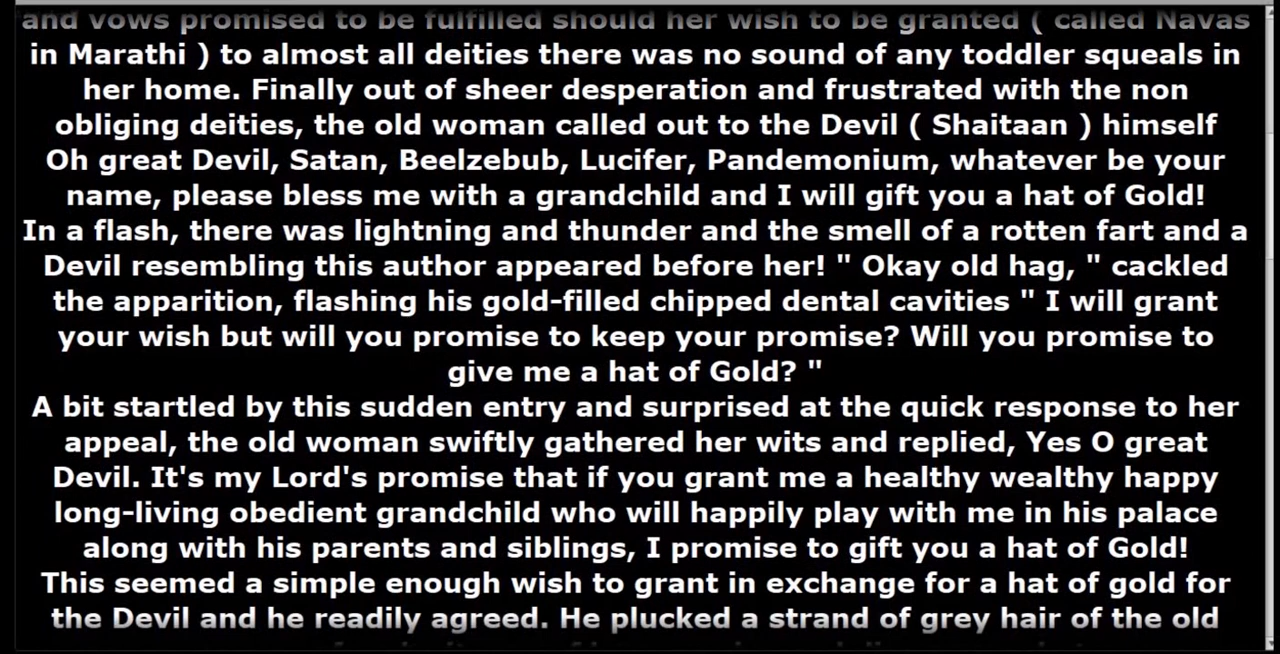 and vows promised to be fulfilled should her wish to be granted ( called Navas
in Marathi ) to almost all deities there was no sound of any toddler squeals in
her home. Finally out of sheer desperation and frustrated with the non
obliging deities, the old woman called out to the Devil ( Shaitaan ) himself
Oh great Devil, Satan, Beelzebub, Lucifer, Pandemonium, whatever be your
name, please bless me with a grandchild and I will gift you a hat of Gold!
In a flash, there was lightning and thunder and the smell of a rotten fart and a
Devil resembling this author appeared before her! " Okay old hag, " cackled
the apparition, flashing his gold-filled chipped dental cavities " I will grant
your wish but will you promise to keep your promise? Will you promise to
give me a hat of Gold? "
A bit startled by this sudden entry and surprised at the quick response to her
appeal, the old woman swiftly gathered her wits and replied, Yes O great
Devil. It's my Lord's promise that if you grant me a healthy wealthy happy
long-living obedient grandchild who will happily play with me in his palace
along with his parents and siblings, I promise to gift you a hat of Gold!
This seemed a simple enough wish to grant in exchange for a hat of gold for
the Devil and he readily agreed. He plucked a strand of grey hair of the old